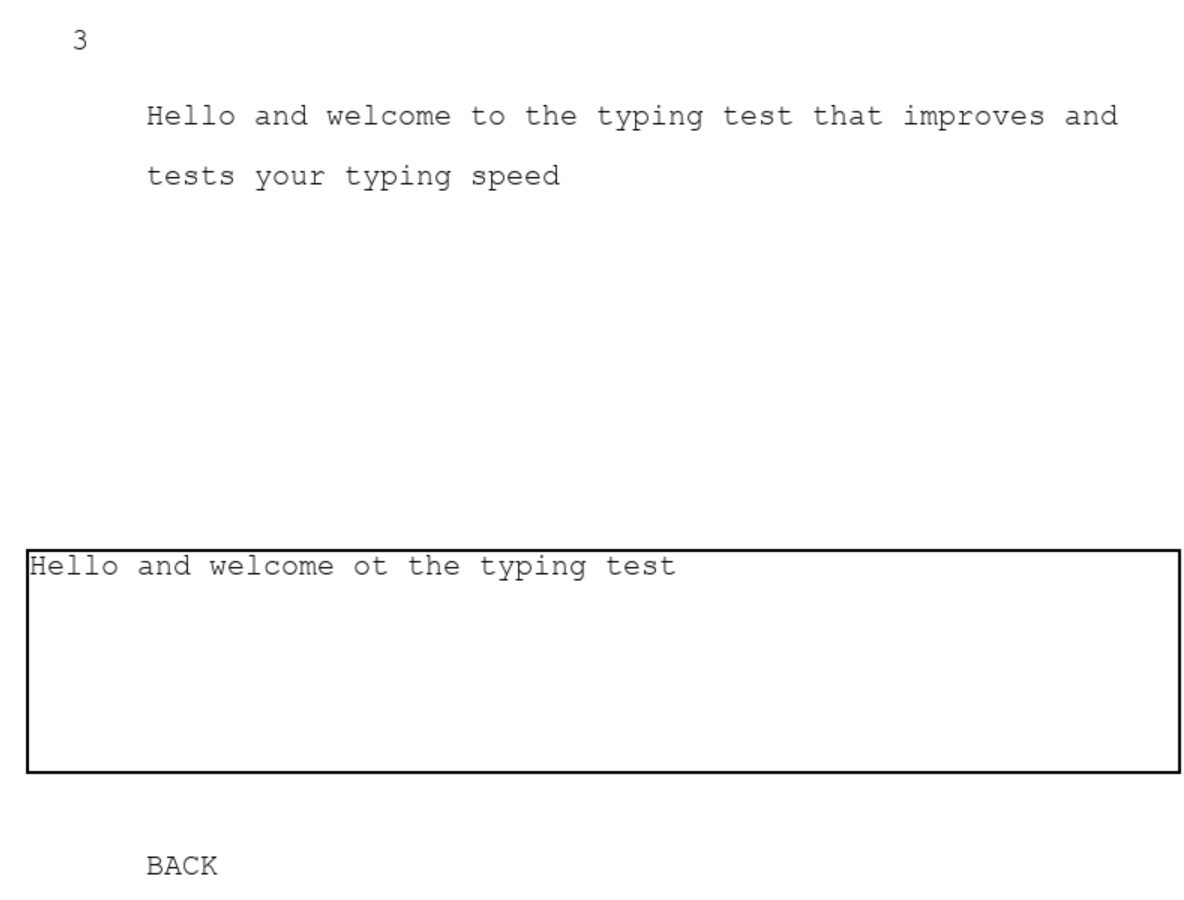 3
Hello and welcome to the typing test that improves and
tests your typing speed
Hello and welcome ot the typing test
BACK